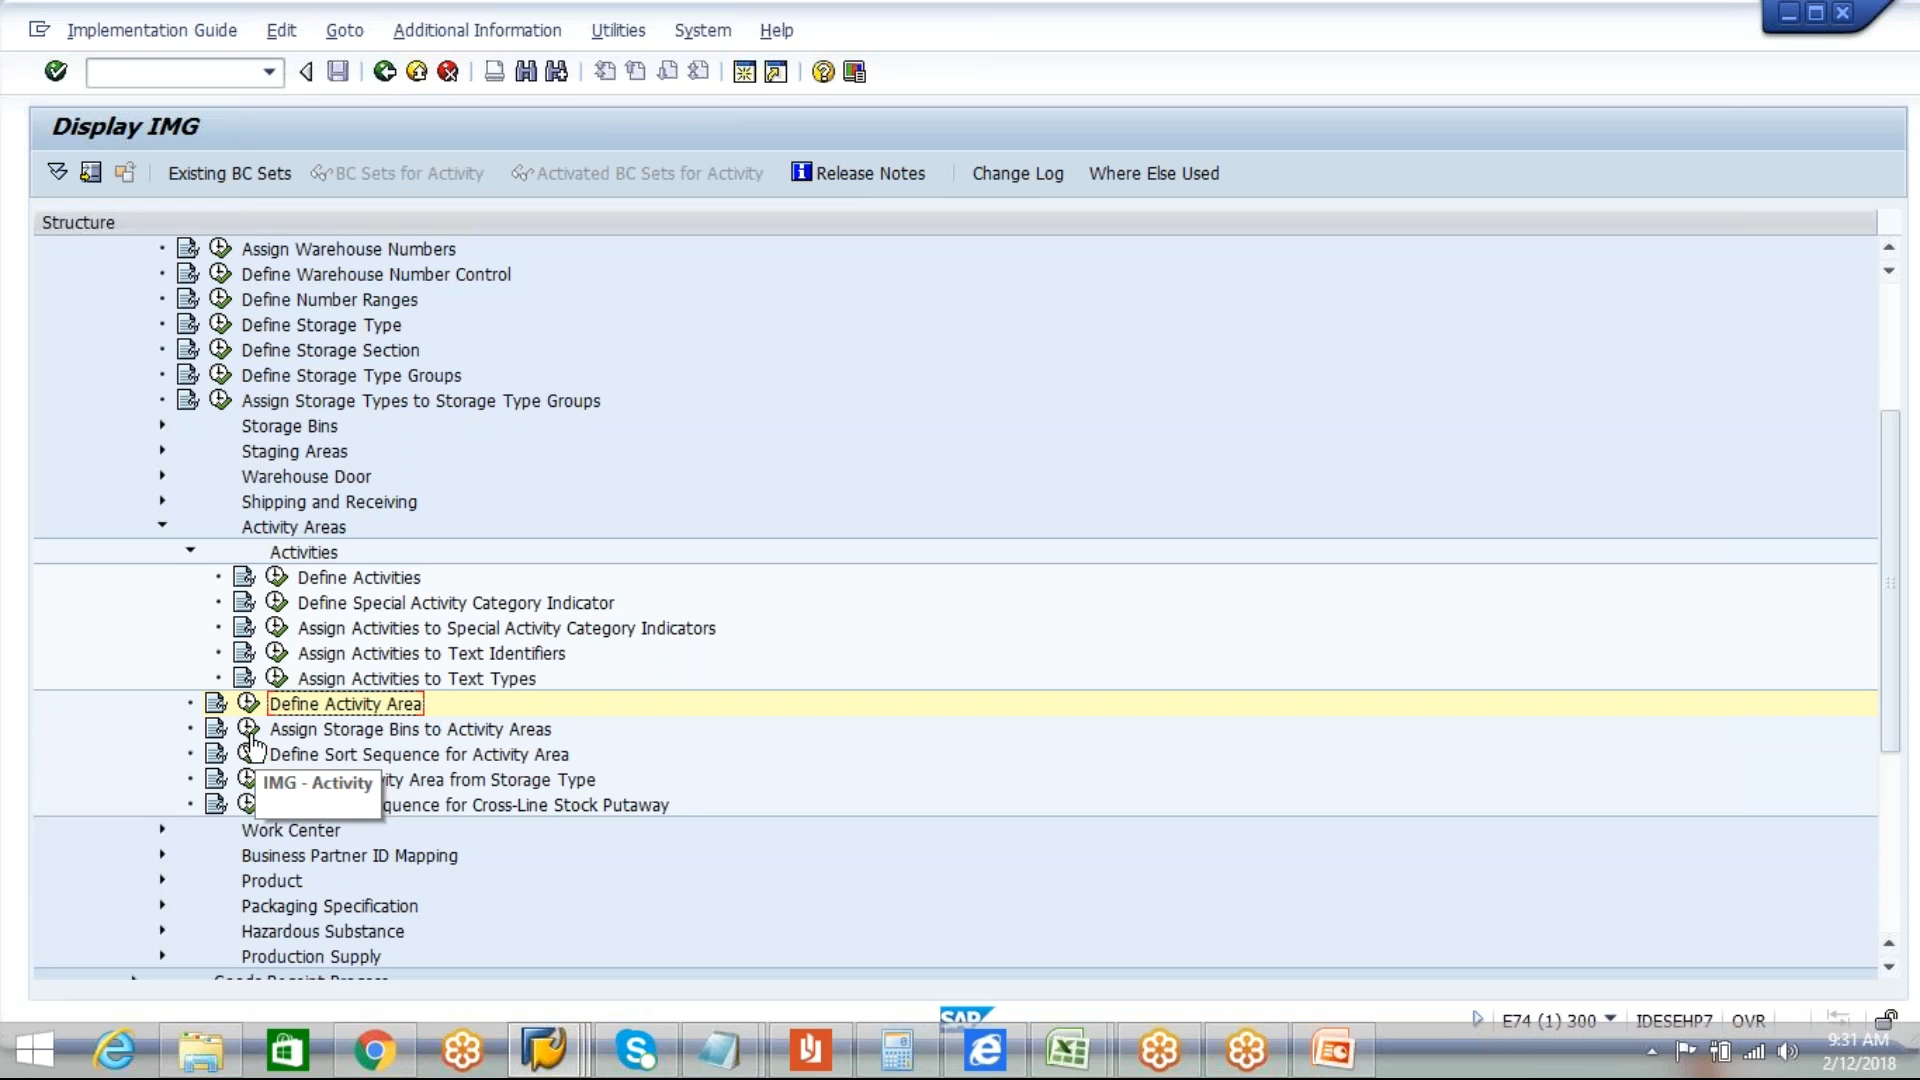 Implementation Guide Edit Goto Additional Information Utilities System Help
Display IMG
Existing BC Sets BC Sets for Activity Activated BC Sets for Activity Release Notes Change Log Where Else Used
Structure
Assign Warehouse Numbers
Define Warehouse Number Control
Define Number Ranges
Define Storage Type
Define Storage Section
Define Storage Type Groups
Assign Storage Types to Storage Type Groups
Storage Bins
Staging Areas
Warehouse Door
Shipping and Receiving
Activity Areas
Activities
Define Activities
Define Special Activity Category Indicator
Assign Activities to Special Activity Category Indicators
Assign Activities to Text Identifiers
Assign Activities to Text Types
Define Activity Area
Assign Storage Bins to Activity Areas
Define Sort Sequence for Activity Area
IMG - Activity
Area from Storage Type
for Cross-Line Stock Putaway
Work Center
Business Partner ID Mapping
Product
Packaging Specification
Hazardous Substance
Production Supply
SAP
E74 (1) 300 IDESEHP7 OVR
9:31 AM
2/12/2018